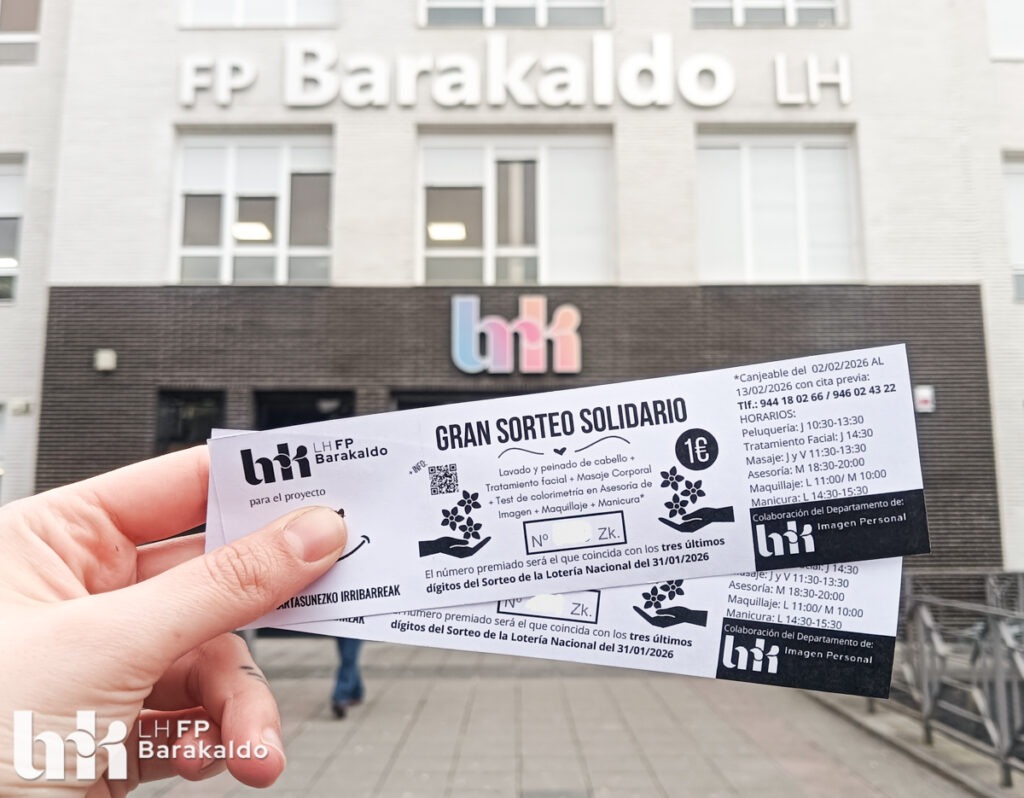 FP Barakaldo LH
brk
brk LH FP
Barakaldo
para el proyecto
ARTASUNEZKO IRRIBARREAK
+ INFO:
GRAN SORTEO SOLIDARIO
1€
Lavado y peinado de cabello +
Tratamiento facial + Masaje Corporal
+ Test de colorimetría en Asesoría de
Imagen + Maquillaje + Manicura*
Nº Zk.
El número premiado será el que coincida con los tres últimos
dígitos del Sorteo de la Lotería Nacional del 31/01/2026
*Canjeable del 02/02/2026 AL
13/02/2026 con cita previa:
Tlf.: 944 18 02 66 / 946 02 43 22
HORARIOS:
Peluquería: J 10:30-13:30
Tratamiento Facial: J 14:30
Masaje: J y V 11:30-13:30
Asesoría: M 18:30-20:00
Maquillaje: L 11:00/ M 10:00
Manicura: L 14:30-15:30
Colaboración del Departamento de:
brk Imagen Personal
Nº Zk.
número premiado será el que coincida con los tres últimos
dígitos del Sorteo de la Lotería Nacional del 31/01/2026
J 14:30
Masaje: J y V 11:30-13:30
Asesoría: M 18:30-20:00
Maquillaje: L 11:00/ M 10:00
Manicura: L 14:30-15:30
Colaboración del Departamento de:
brk Imagen Personal
brk LH FP
Barakaldo